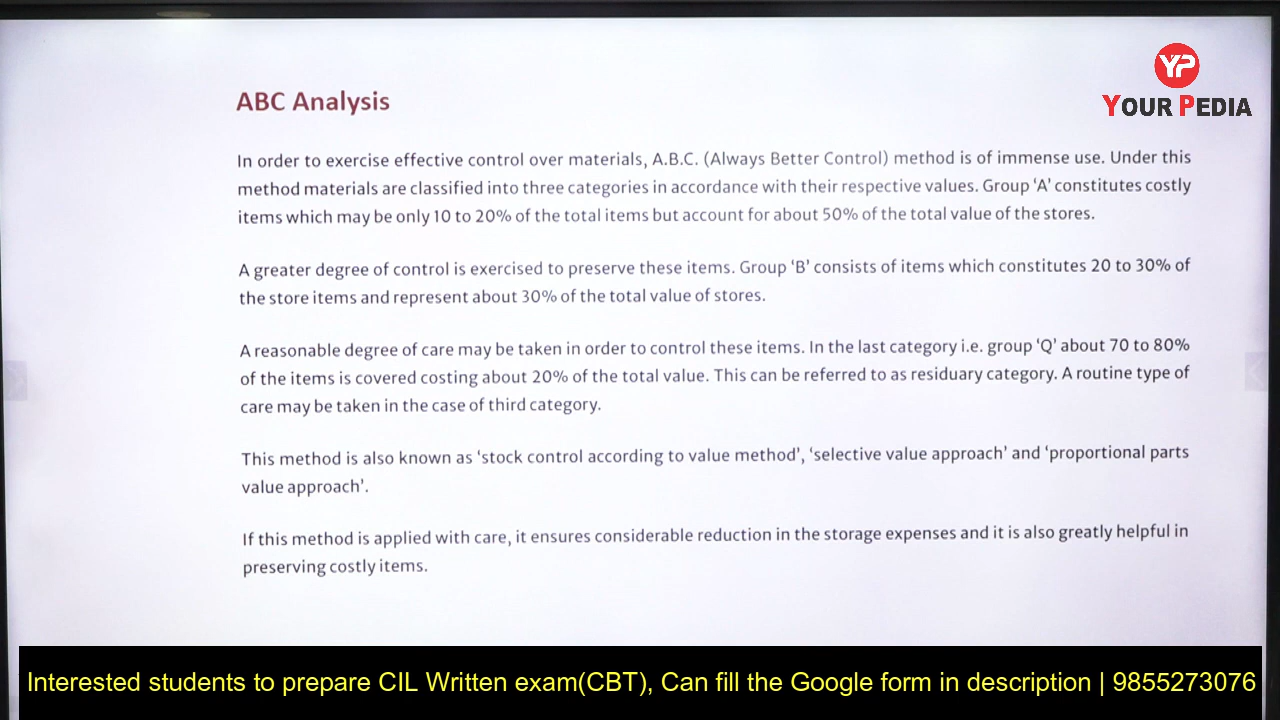 YP
YOUR PEDIA
ABC Analysis
In order to exercise effective control over materials, A.B.C. (Always Better Control) method is of immense use. Under this
method materials are classified into three categories in accordance with their respective values. Group ‘A’ constitutes costly
items which may be only 10 to 20% of the total items but account for about 50% of the total value of the stores.
A greater degree of control is exercised to preserve these items. Group ‘B’ consists of items which constitutes 20 to 30% of
the store items and represent about 30% of the total value of stores.
A reasonable degree of care may be taken in order to control these items. In the last category i.e. group ‘Q’ about 70 to 80%
of the items is covered costing about 20% of the total value. This can be referred to as residuary category. A routine type of
care may be taken in the case of third category.
This method is also known as ‘stock control according to value method’, ‘selective value approach’ and ‘proportional parts
value approach’.
If this method is applied with care, it ensures considerable reduction in the storage expenses and it is also greatly helpful in
preserving costly items.
Interested students to prepare CIL Written exam(CBT), Can fill the Google form in description | 9855273076